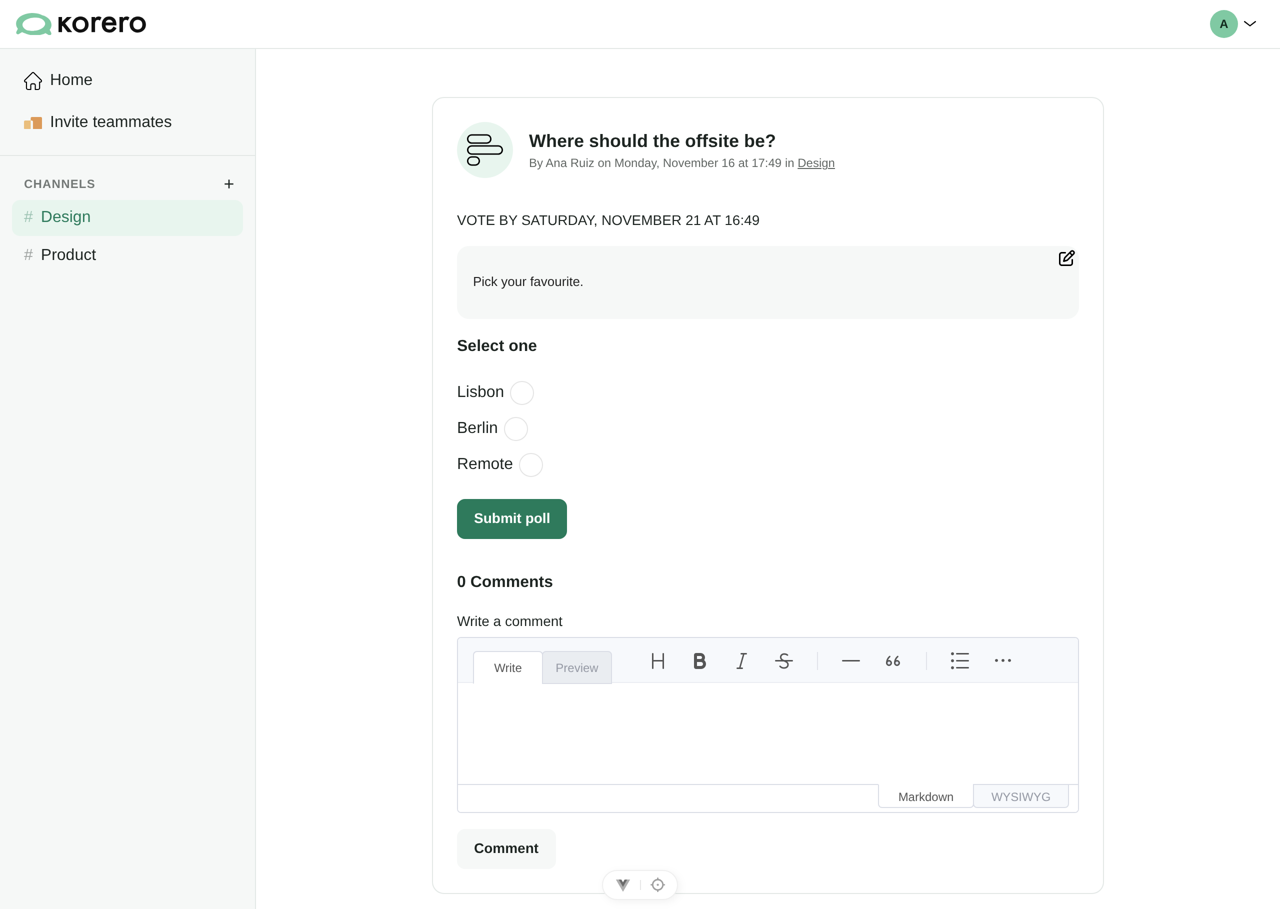 korero
A
Home
Invite teammates
CHANNELS +
# Design
# Product
Where should the offsite be?
By Ana Ruiz on Monday, November 16 at 17:49 in Design
VOTE BY SATURDAY, NOVEMBER 21 AT 16:49
Pick your favourite.
Select one
Lisbon
Berlin
Remote
Submit poll
0 Comments
Write a comment
Write Preview H B I S 66
Markdown WYSIWYG
Comment